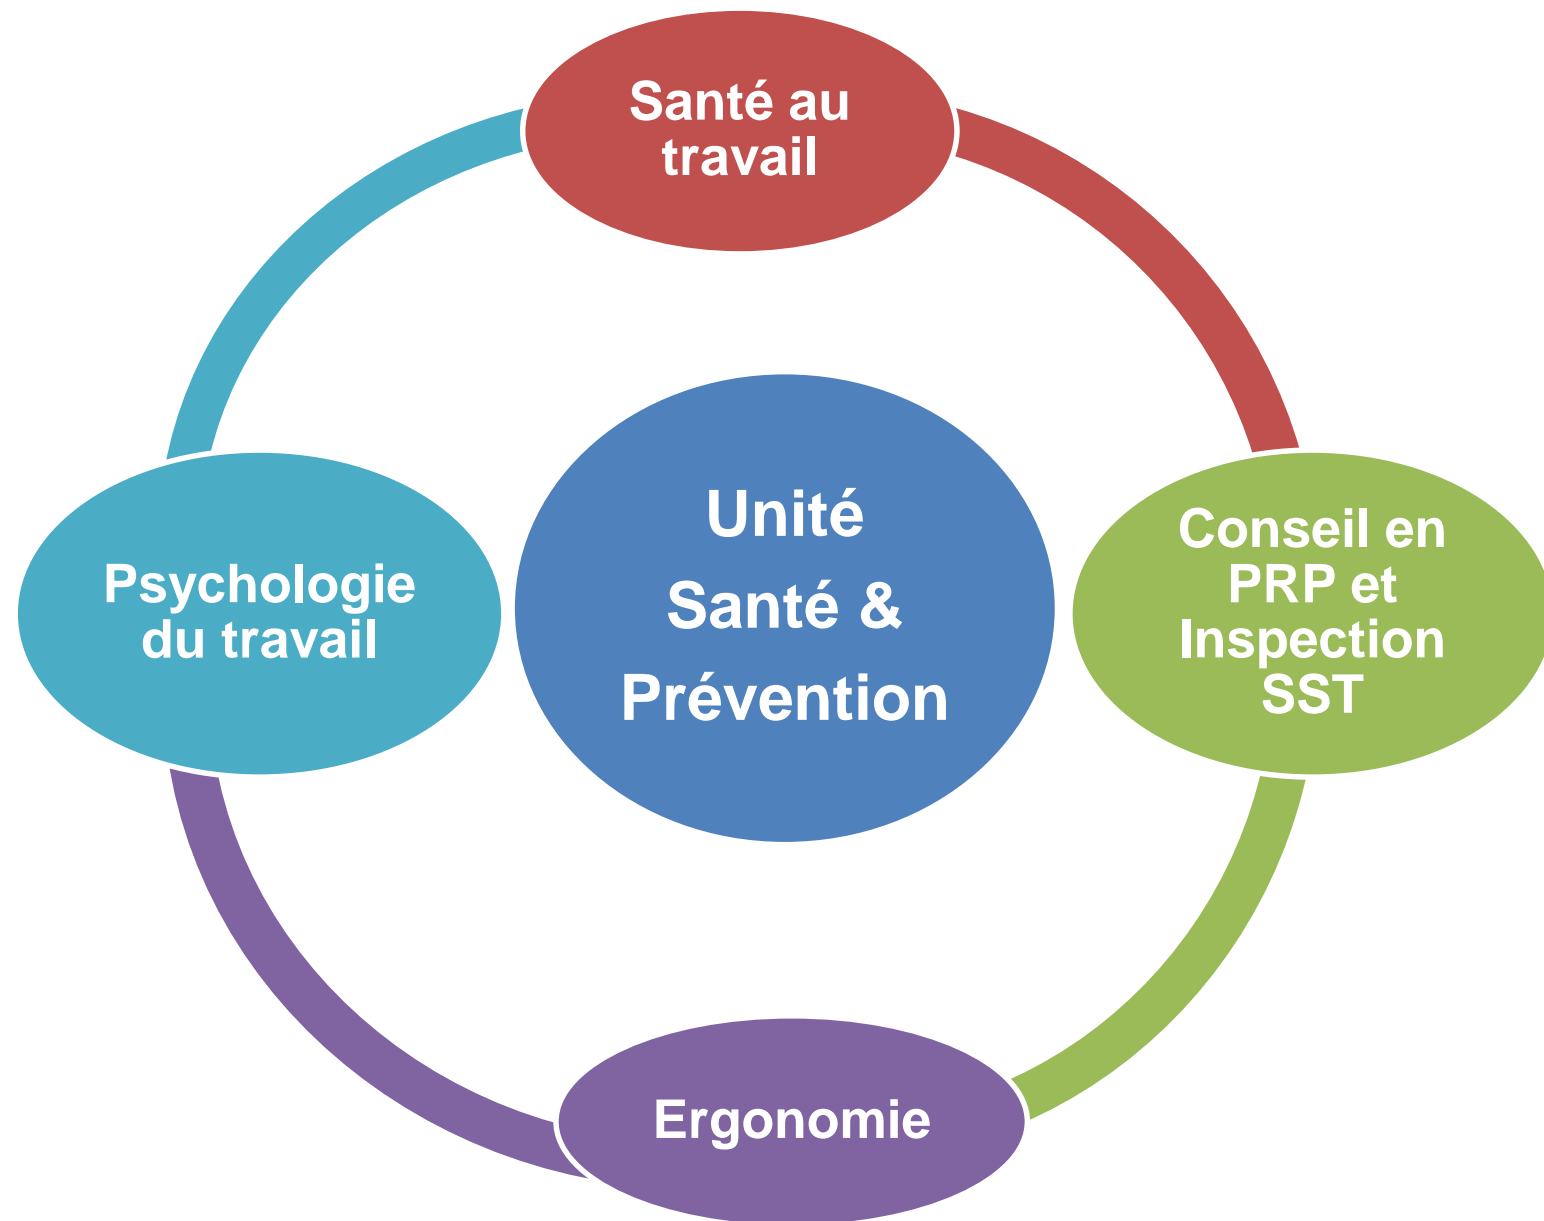 Santé au
travail
Psychologie
du travail
Unité
Santé &
Prévention
Conseil en
PRP et
Inspection
SST
Ergonomie